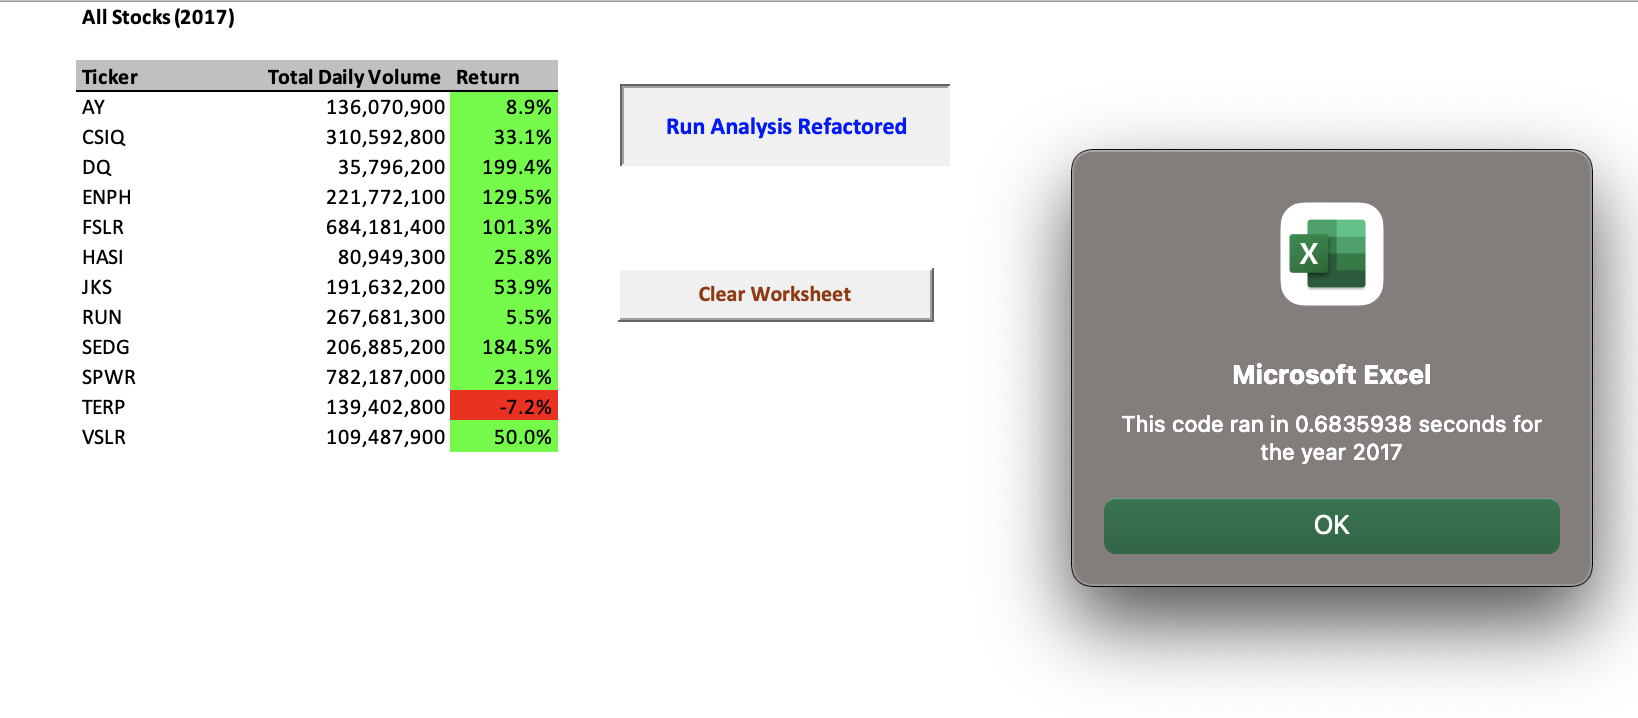 All Stocks (2017)
Ticker Total Daily Volume Return
AY 136,070,900 8.9%
CSIQ 310,592,800 33.1%
DQ 35,796,200 199.4%
ENPH 221,772,100 129.5%
FSLR 684,181,400 101.3%
HASI 80,949,300 25.8%
JKS 191,632,200 53.9%
RUN 267,681,300 5.5%
SEDG 206,885,200 184.5%
SPWR 782,187,000 23.1%
TERP 139,402,800 -7.2%
VSLR 109,487,900 50.0%
Run Analysis Refactored
Clear Worksheet
X
Microsoft Excel
This code ran in 0.6835938 seconds for
the year 2017
OK